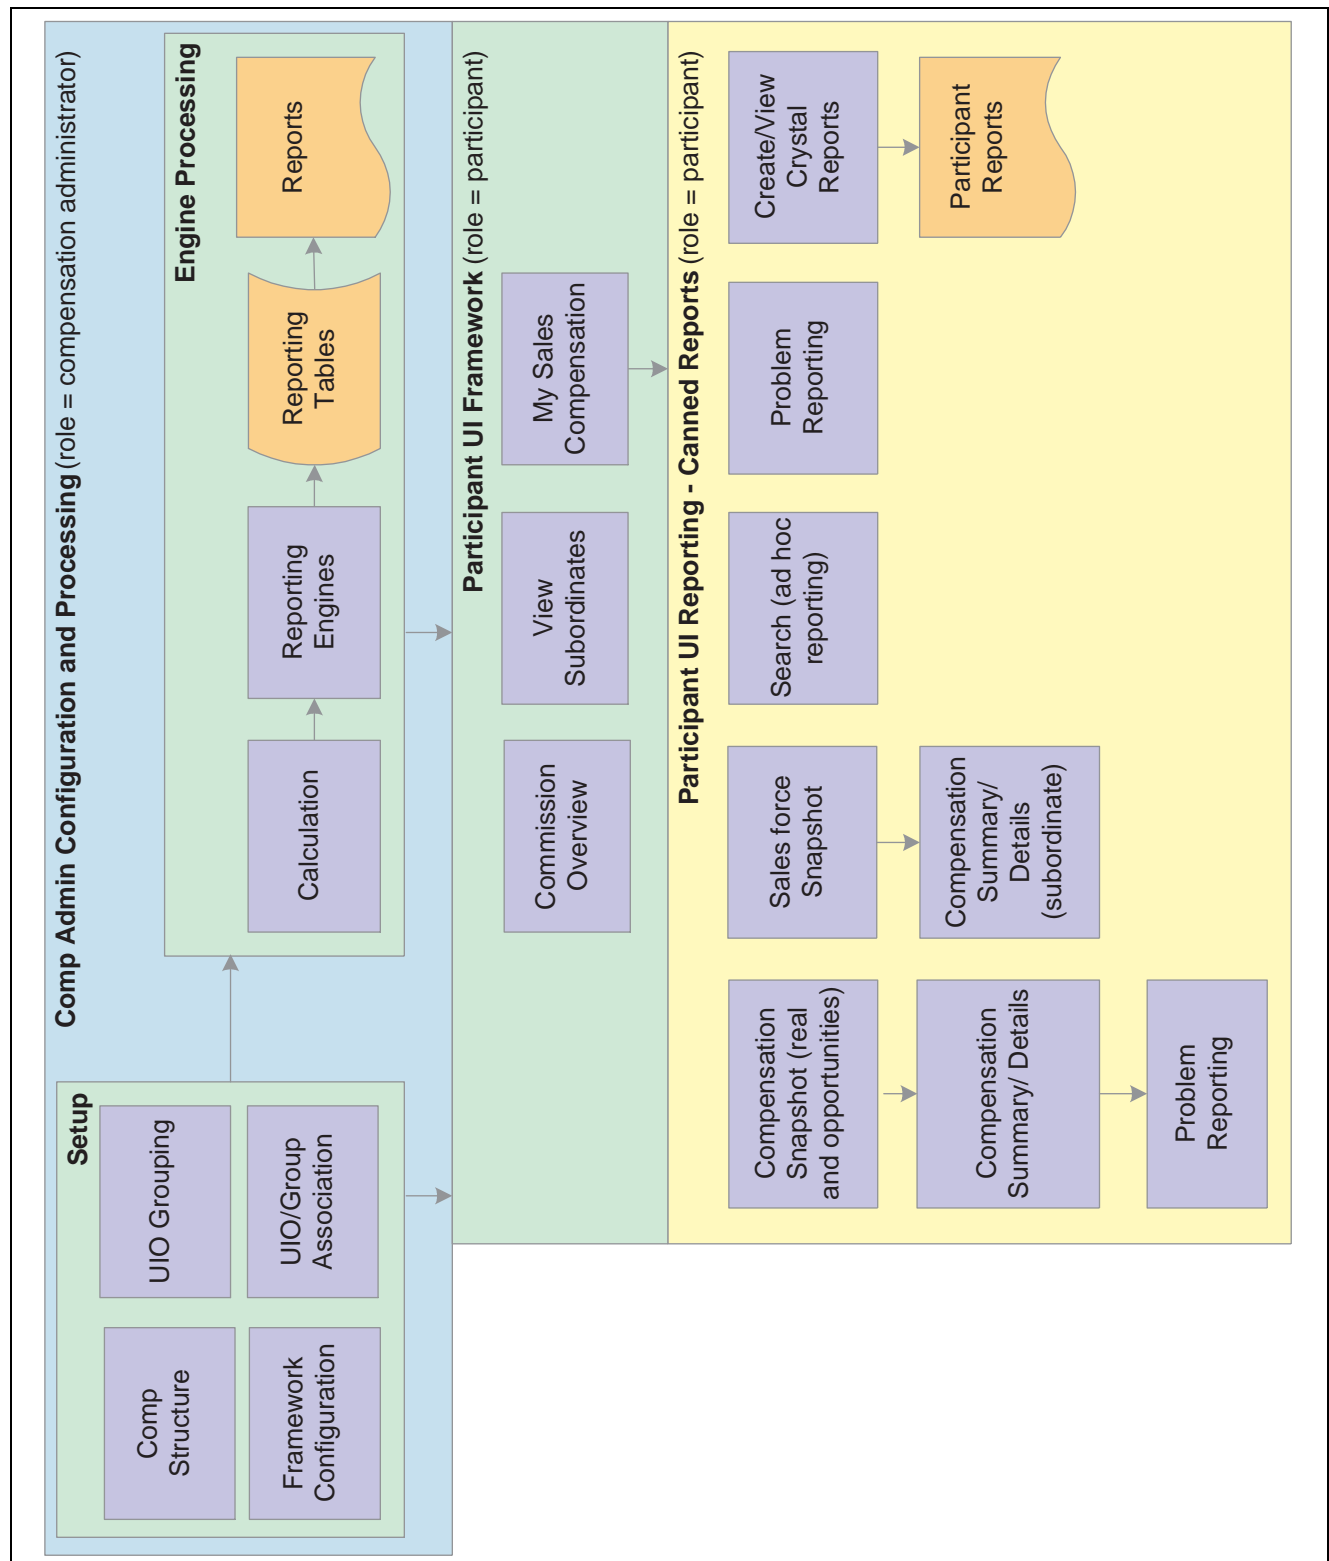 Comp Admin Configuration and Processing (role = compensation administrator)
Setup
Comp
Structure
UIO Grouping
Framework
Configuration
UIO/Group
Association
Engine Processing
Calculation
Reporting
Engines
Reporting
Tables
Reports
Participant UI Framework (role = participant)
Commission
Overview
View
Subordinates
My Sales
Compensation
Participant UI Reporting - Canned Reports (role = participant)
Compensation
Snapshot (real
and opportunities)
Sales force
Snapshot
Search (ad hoc
reporting)
Problem
Reporting
Create/View
Crystal
Reports
Compensation
Summary/ Details
Compensation
Summary/
Details
(subordinate)
Participant
Reports
Problem
Reporting